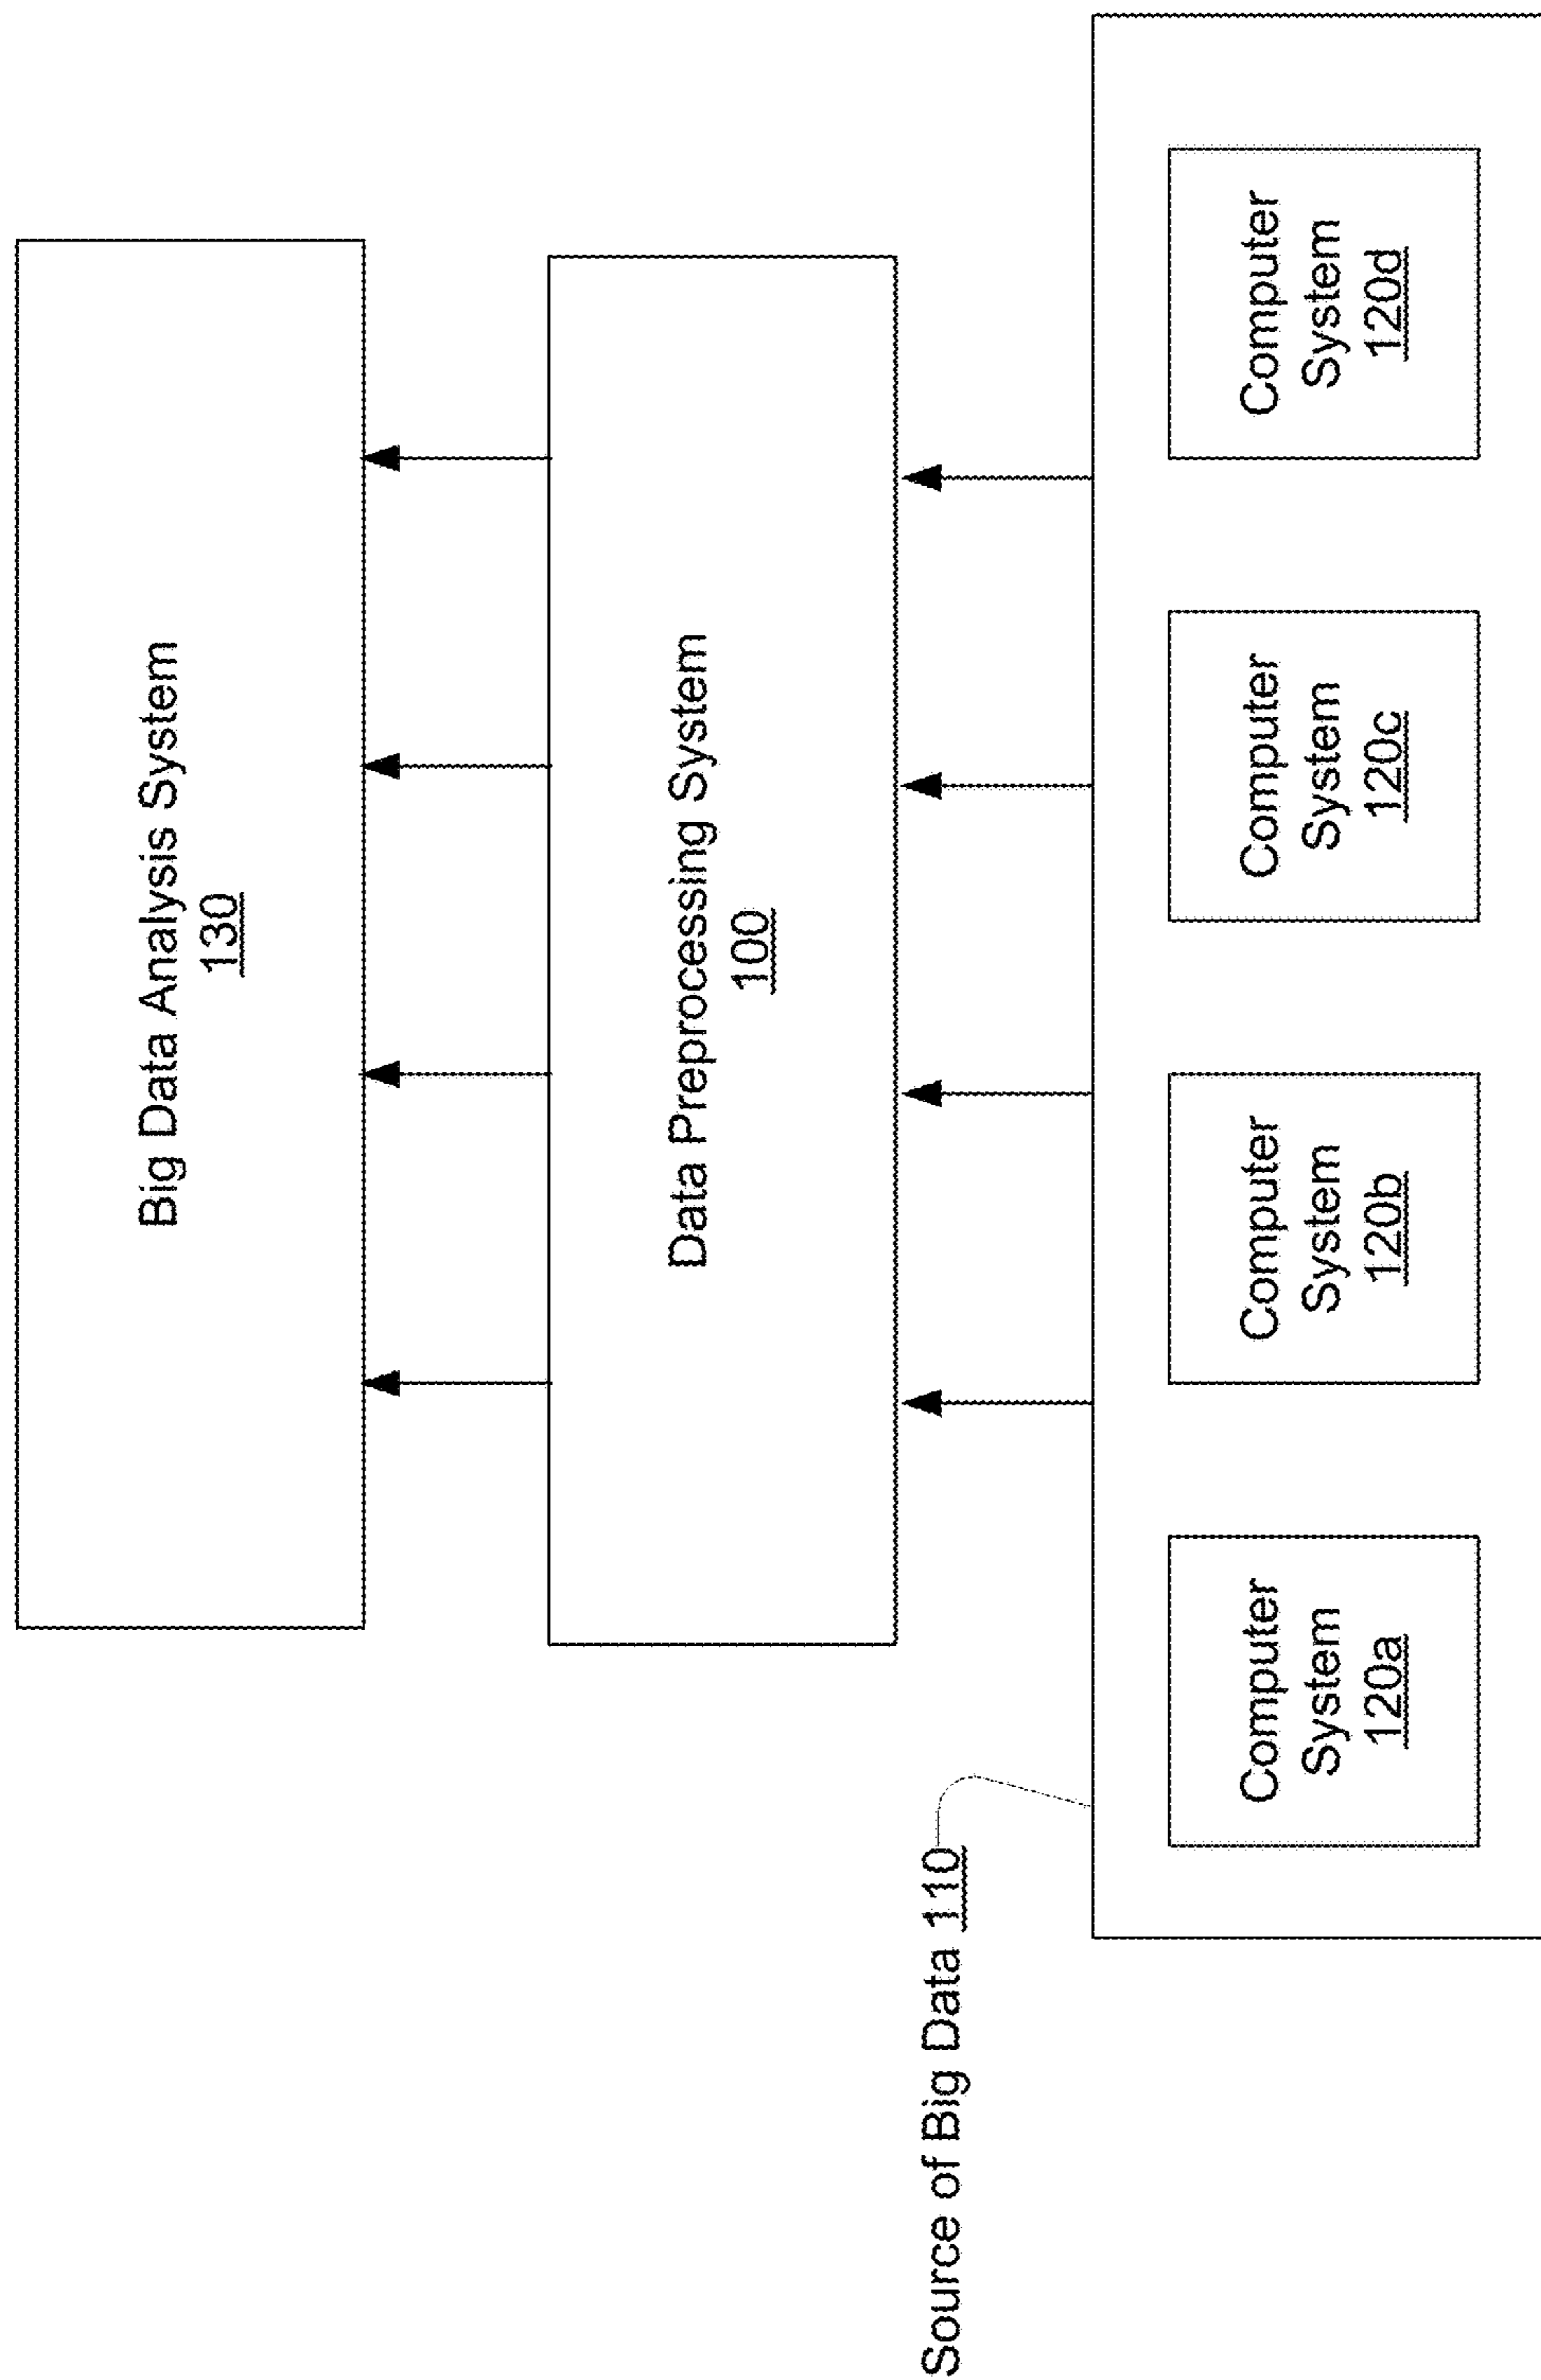 Big Data Analysis System
130
Data Preprocessing System
100
Source of Big Data 110
Computer
System
120a
Computer
System
120b
Computer
System
120c
Computer
System
120d